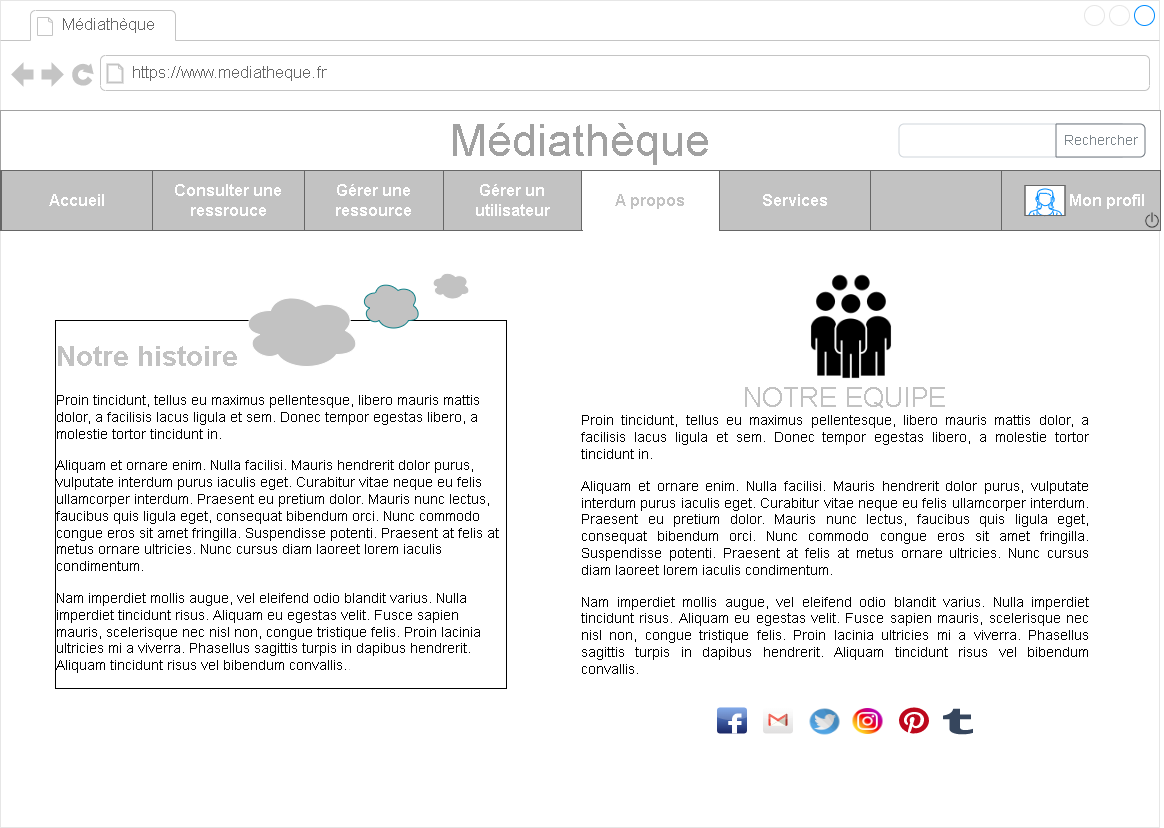 Médiathèque
https://www.mediatheque.fr
Médiathèque
Rechercher
Accueil
Consulter une
ressrouce
Gérer une
ressource
Gérer un
utilisateur
A propos
Services
Mon profil
Notre histoire
Proin tincidunt, tellus eu maximus pellentesque, libero mauris mattis
dolor, a facilisis lacus ligula et sem. Donec tempor egestas libero, a
molestie tortor tincidunt in.
Aliquam et ornare enim. Nulla facilisi. Mauris hendrerit dolor purus,
vulputate interdum purus iaculis eget. Curabitur vitae neque eu felis
ullamcorper interdum. Praesent eu pretium dolor. Mauris nunc lectus,
faucibus quis ligula eget, consequat bibendum orci. Nunc commodo
congue eros sit amet fringilla. Suspendisse potenti. Praesent at felis at
metus ornare ultricies. Nunc cursus diam laoreet lorem iaculis
condimentum.
Nam imperdiet mollis augue, vel eleifend odio blandit varius. Nulla
imperdiet tincidunt risus. Aliquam eu egestas velit. Fusce sapien
mauris, scelerisque nec nisl non, congue tristique felis. Proin lacinia
ultricies mi a viverra. Phasellus sagittis turpis in dapibus hendrerit.
Aliquam tincidunt risus vel bibendum convallis.
NOTRE EQUIPE
Proin tincidunt, tellus eu maximus pellentesque, libero mauris mattis dolor, a
facilisis lacus ligula et sem. Donec tempor egestas libero, a molestie tortor
tincidunt in.
Aliquam et ornare enim. Nulla facilisi. Mauris hendrerit dolor purus, vulputate
interdum purus iaculis eget. Curabitur vitae neque eu felis ullamcorper interdum.
Praesent eu pretium dolor. Mauris nunc lectus, faucibus quis ligula eget,
consequat bibendum orci. Nunc commodo congue eros sit amet fringilla.
Suspendisse potenti. Praesent at felis at metus ornare ultricies. Nunc cursus
diam laoreet lorem iaculis condimentum.
Nam imperdiet mollis augue, vel eleifend odio blandit varius. Nulla imperdiet
tincidunt risus. Aliquam eu egestas velit. Fusce sapien mauris, scelerisque nec
nisl non, congue tristique felis. Proin lacinia ultricies mi a viverra. Phasellus
sagittis turpis in dapibus hendrerit. Aliquam tincidunt risus vel bibendum
convallis.